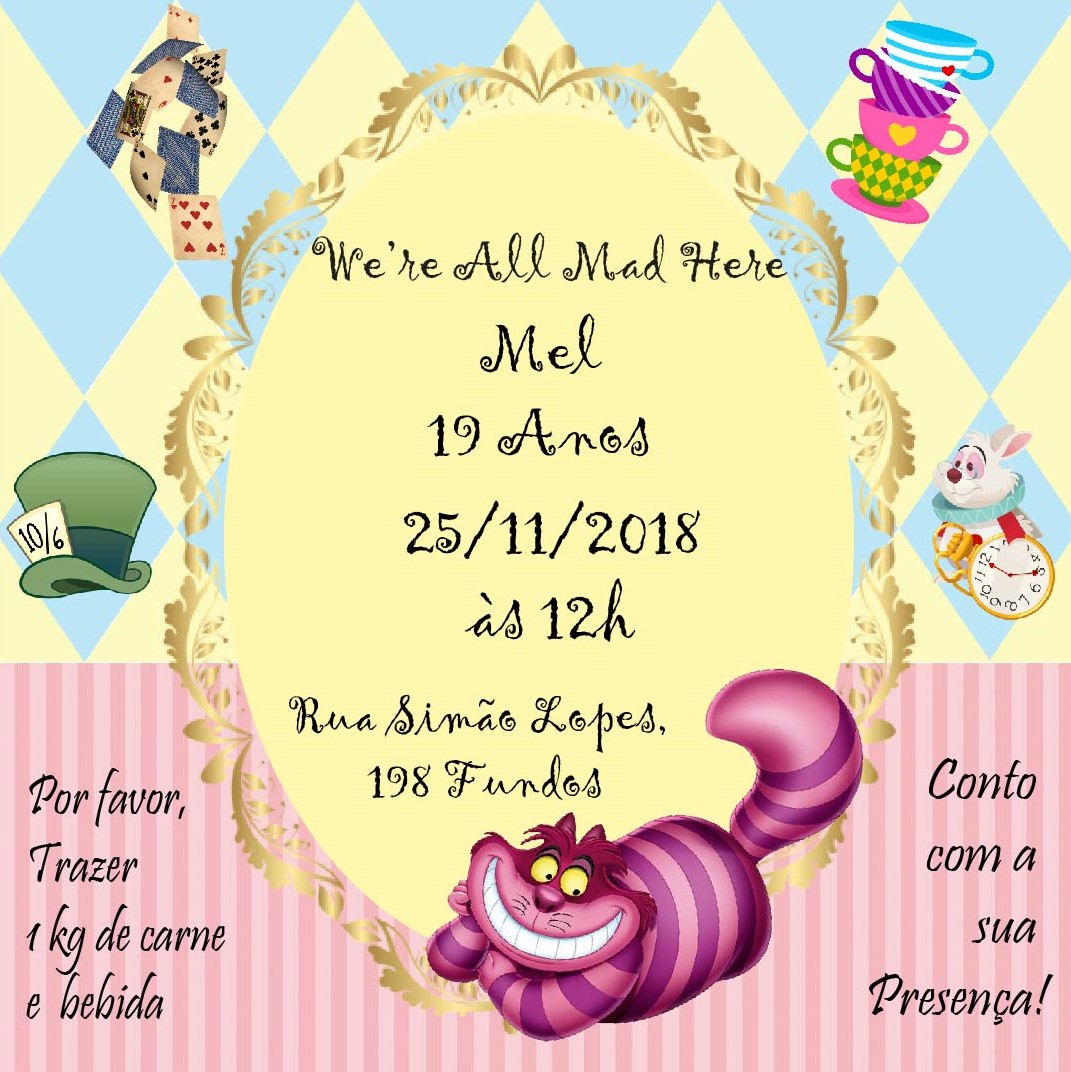 We're All Mad Here
Mel
19 Anos
25/11/2018
às 12h
Rua Simão Lopes,
198 Fundos
10/6
Por favor,
Trazer
1 kg de carne
e bebida
Conto
com a
sua
Presença!